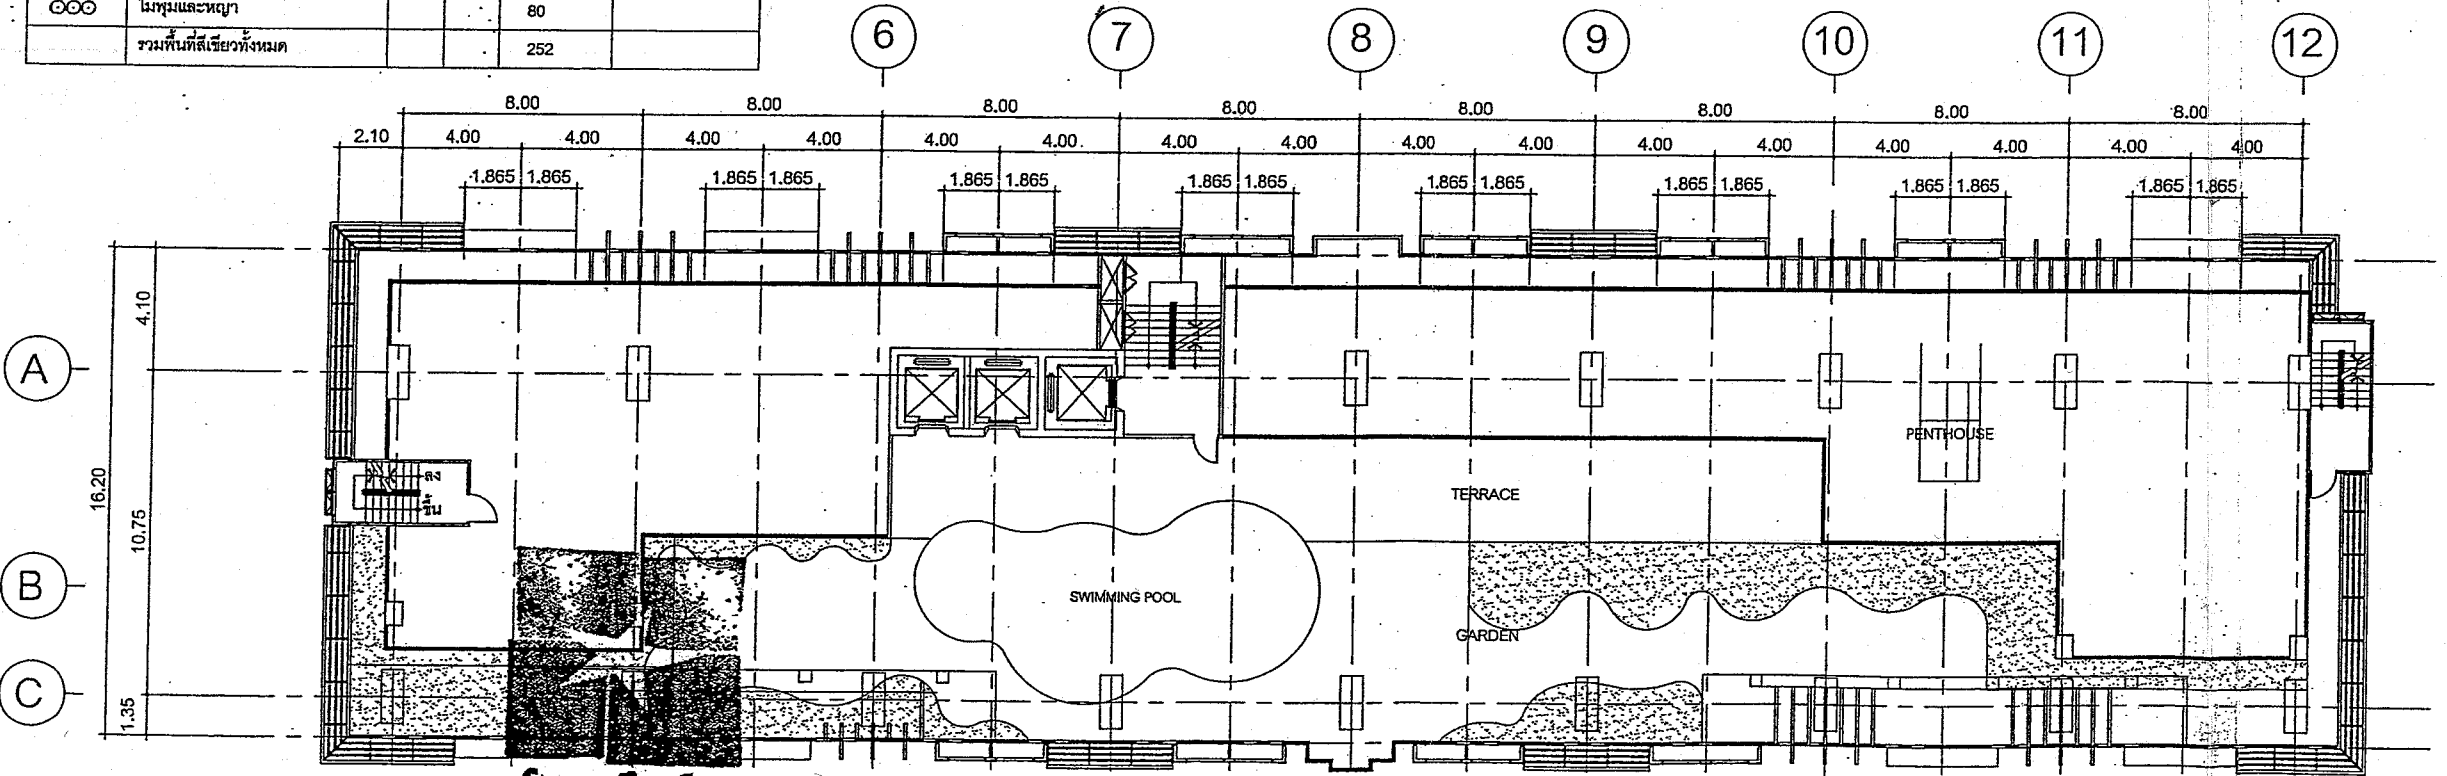 ไม้พุ่มและหญ้า 80
รวมพื้นที่สีเขียวทั้งหมด 252
6 7 8 9 10 11 12
8.00 8.00 8.00 8.00 8.00 8.00 8.00 8.00
2.10 4.00 4.00 4.00 4.00 4.00 4.00 4.00 4.00 4.00 4.00 4.00 4.00 4.00 4.00 4.00 4.00
1.865 1.865 1.865 1.865 1.865 1.865 1.865 1.865 1.865 1.865 1.865 1.865 1.865 1.865 1.865 1.865
4.10
A
PENTHOUSE
ลง
ขึ้น
16.20
TERRACE
10.75
B
SWIMMING POOL
GARDEN
C
1.35